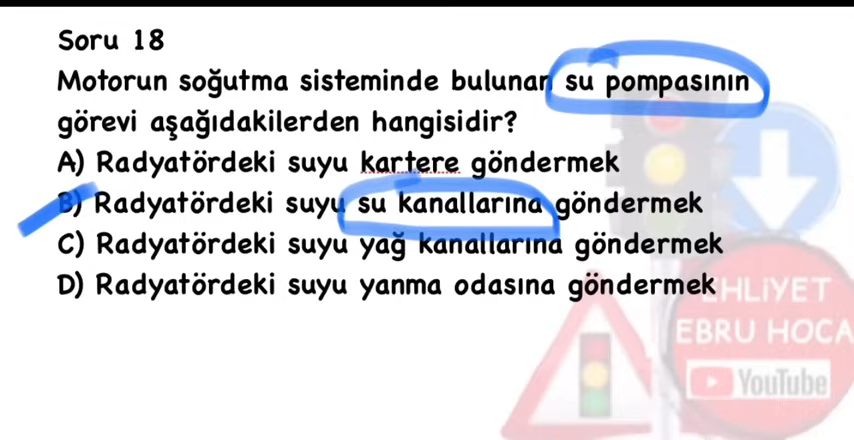 Soru 18
Motorun soğutma sisteminde bulunan su pompasının
görevi aşağıdakilerden hangisidir?
A) Radyatördeki suyu kartere göndermek
B) Radyatördeki suyu su kanallarına göndermek
C) Radyatördeki suyu yağ kanallarına göndermek
D) Radyatördeki suyu yanma odasına göndermek
EHLİYET
EBRU HOCA
YouTube